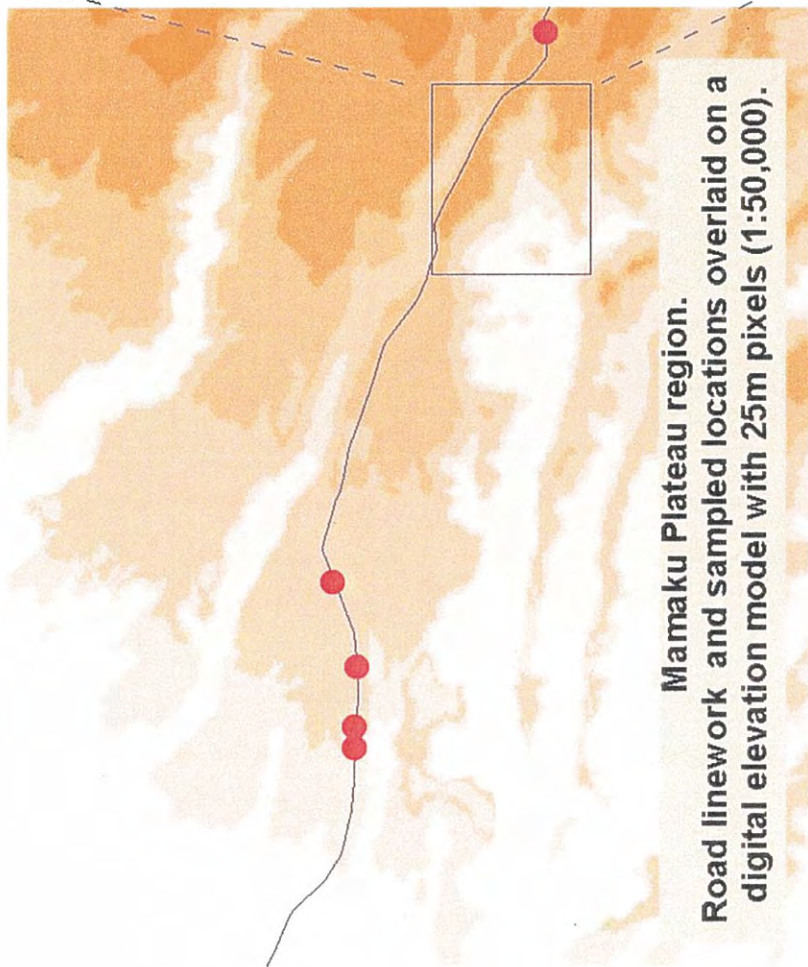 Mamaku Plateau region.
Road linework and sampled locations overlaid on a
digital elevation model with 25m pixels (1:50,000).